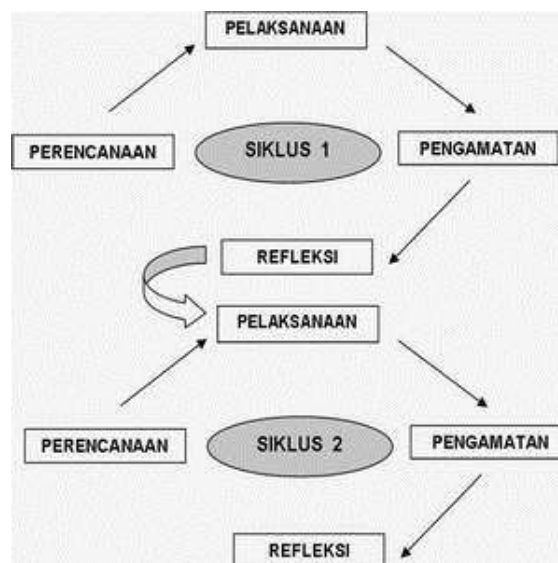 PELAKSANAAN
PERENCANAAN
SIKLUS 1
PENGAMATAN
REFLEKSI
PELAKSANAAN
PERENCANAAN
SIKLUS 2
PENGAMATAN
REFLEKSI